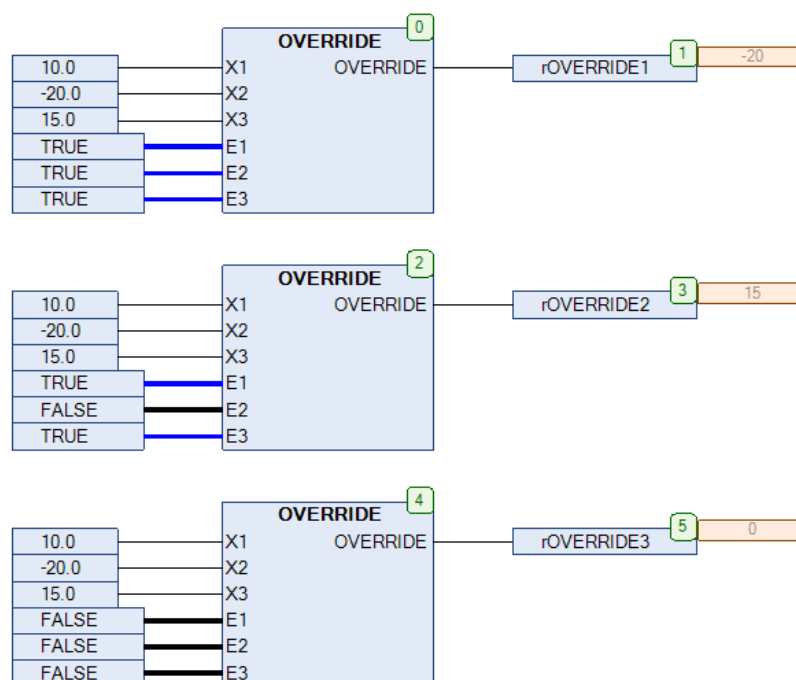 0
OVERRIDE
10.0 X1 OVERRIDE rOVERRIDE1 1 -20
-20.0 X2
15.0 X3
TRUE E1
TRUE E2
TRUE E3
2
OVERRIDE
10.0 X1 OVERRIDE rOVERRIDE2 3 15
-20.0 X2
15.0 X3
TRUE E1
FALSE E2
TRUE E3
4
OVERRIDE
10.0 X1 OVERRIDE rOVERRIDE3 5 0
-20.0 X2
15.0 X3
FALSE E1
FALSE E2
FALSE E3